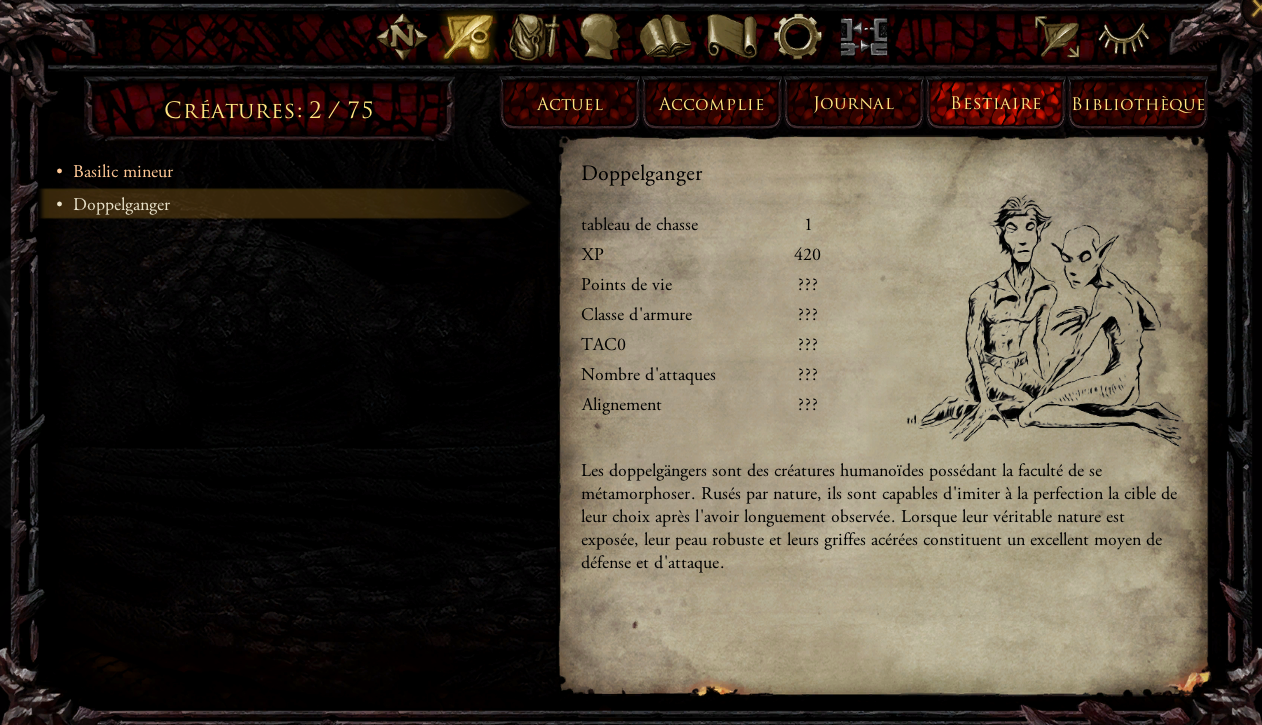 N
Créatures: 2 / 75
Actuel
Accomplie
Journal
Bestiaire
Bibliothèque
• Basilic mineur
• Doppelganger
Doppelganger
tableau de chasse 1
XP 420
Points de vie ???
Classe d'armure ???
TAC0 ???
Nombre d'attaques ???
Alignement ???
Les doppelgängers sont des créatures humanoïdes possédant la faculté de se
métamorphoser. Rusés par nature, ils sont capables d'imiter à la perfection la cible de
leur choix après l'avoir longuement observée. Lorsque leur véritable nature est
exposée, leur peau robuste et leurs griffes acérées constituent un excellent moyen de
défense et d'attaque.